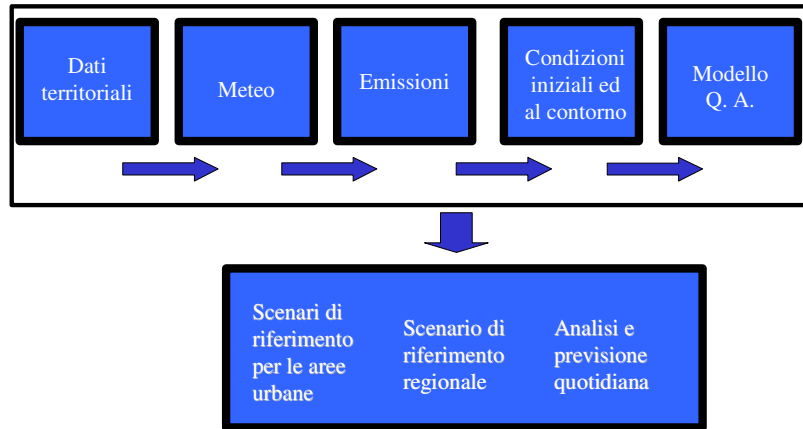 Dati
territoriali
Meteo
Emissioni
Condizioni
iniziali ed
al contorno
Modello
Q. A.
Scenari di
riferimento
per le aree
urbane
Scenario di
riferimento
regionale
Analisi e
previsione
quotidiana